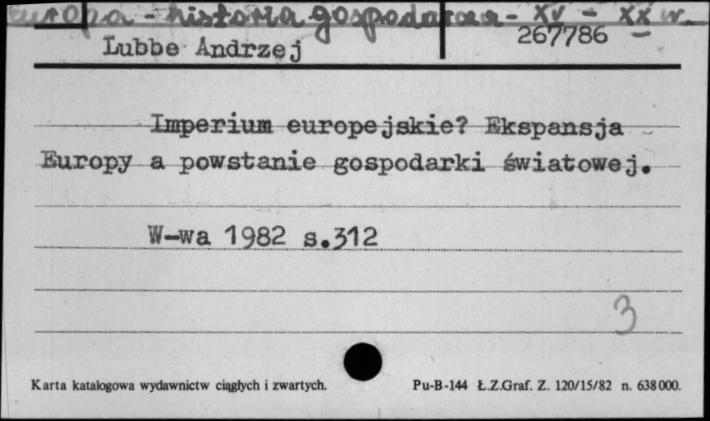 Europa - historia gospodarcza - XV - XX w.
267786
Lubbe Andrzej
Imperium europejskie? Ekspansja
Europy a powstanie gospodarki światowej.
W-wa 1982 s.312
3
Karta katalogowa wydawnictw ciągłych i zwartych.
Pu-B-144 Ł.Z.Graf. Z. 120/15/82 n. 638000.